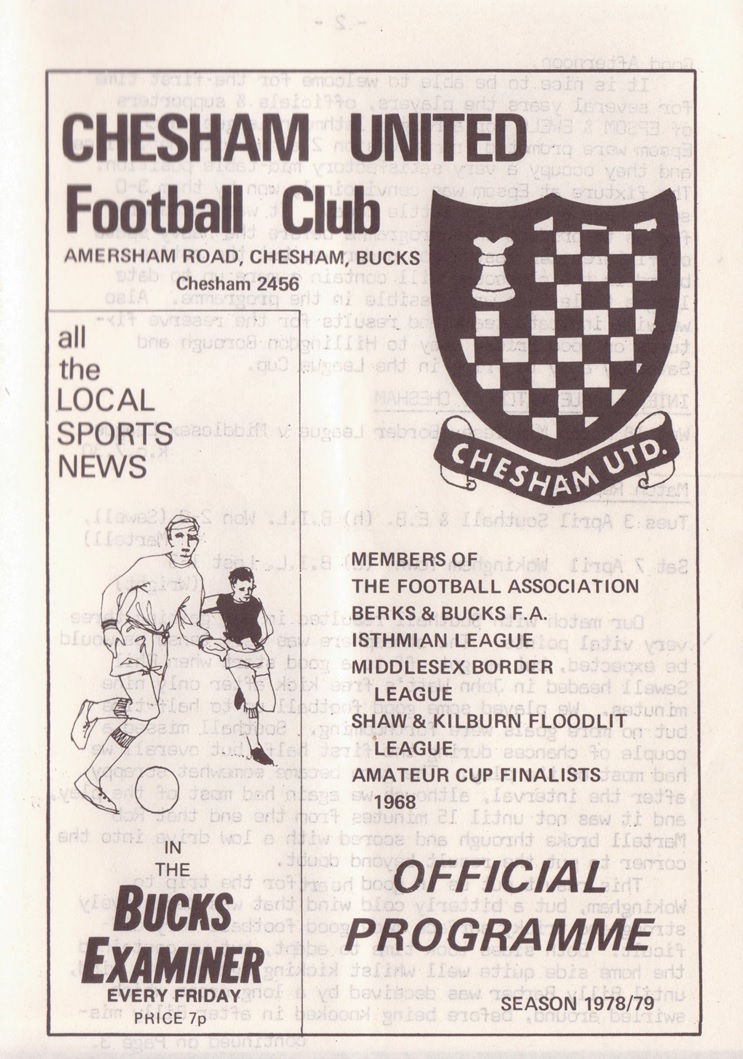 CHESHAM UNITED
Football Club
AMERSHAM ROAD, CHESHAM, BUCKS
Chesham 2456
CHESHAM UTD.
all
the
LOCAL
SPORTS
NEWS
IN
THE
BUCKS
EXAMINER
EVERY FRIDAY
PRICE 7p
MEMBERS OF
THE FOOTBALL ASSOCIATION
BERKS & BUCKS F.A.
ISTHMIAN LEAGUE
MIDDLESEX BORDER
LEAGUE
SHAW & KILBURN FLOODLIT
LEAGUE
AMATEUR CUP FINALISTS
1968
OFFICIAL
PROGRAMME
SEASON 1978/79